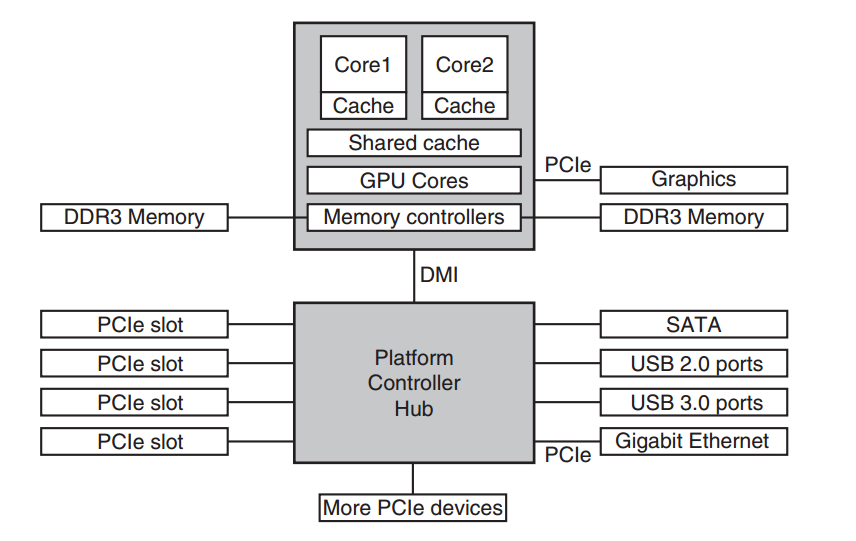 Core1
Core2
Cache
Cache
Shared cache
PCIe
GPU Cores
Graphics
DDR3 Memory
Memory controllers
DDR3 Memory
DMI
PCIe slot
SATA
PCIe slot
Platform
Controller
Hub
USB 2.0 ports
PCIe slot
USB 3.0 ports
PCIe slot
Gigabit Ethernet
PCIe
More PCIe devices